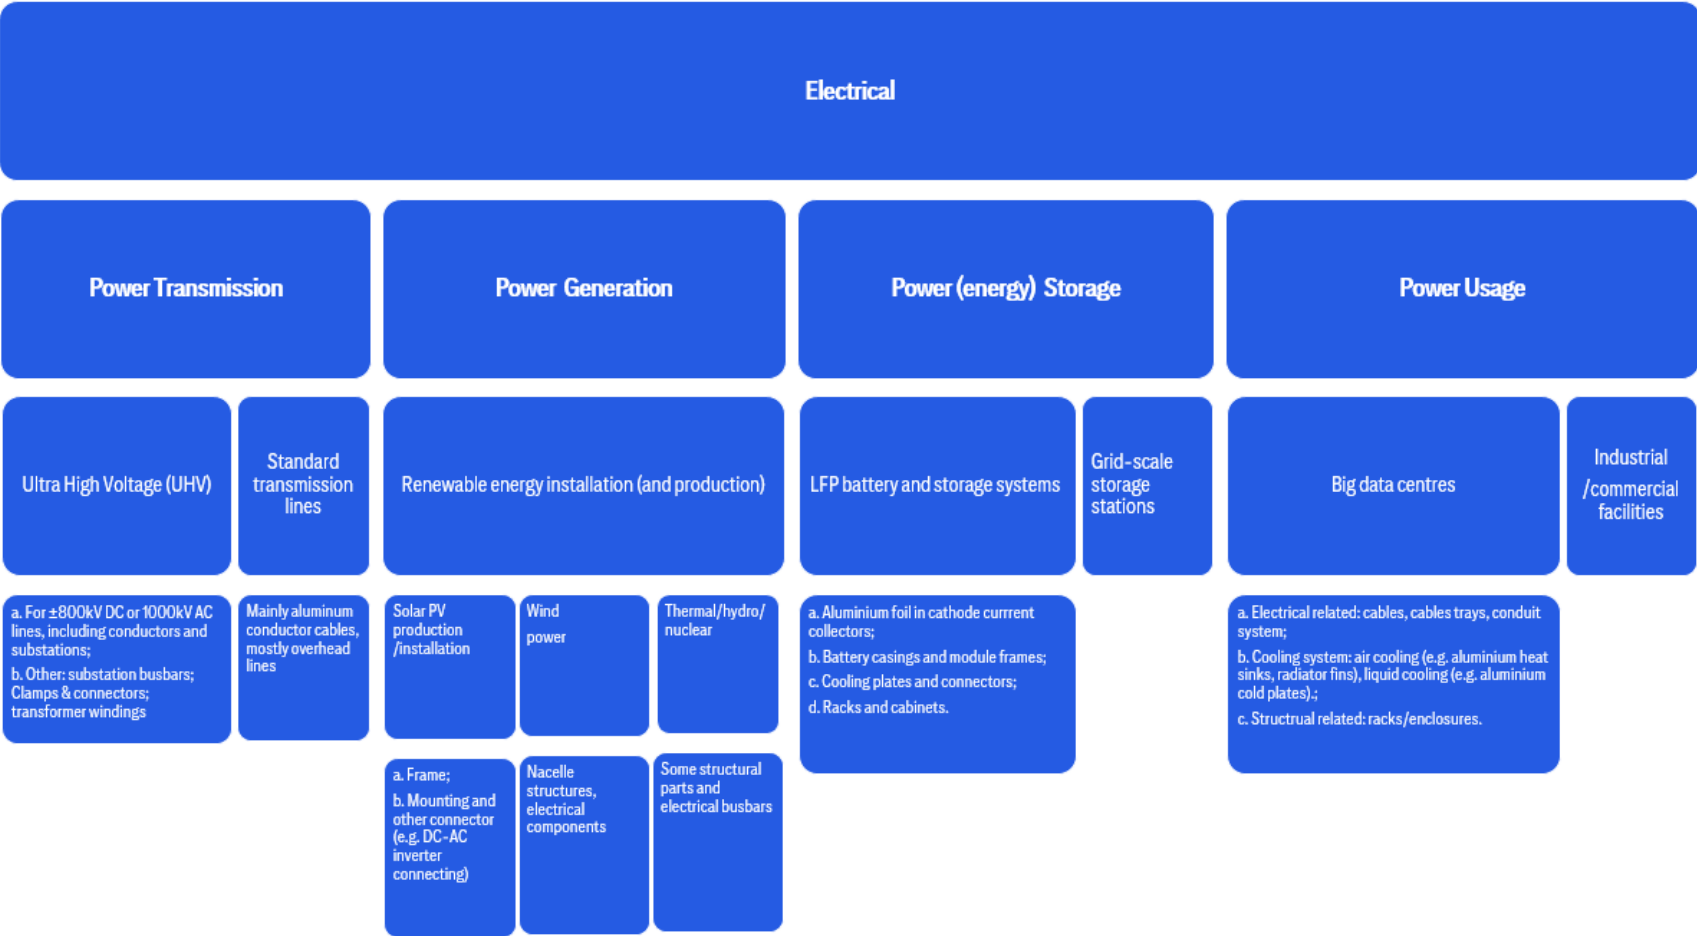 Electrical
Power Transmission
Power Generation
Power (energy) Storage
Power Usage
Ultra High Voltage (UHV)
Standard
transmission
lines
Renewable energy installation (and production)
LFP battery and storage systems
Grid-scale
storage
stations
Big data centres
Industrial
/commercial
facilities
a. For ±800kV DC or 1000kV AC
lines, including conductors and
substations;
b. Other: substation busbars;
Clamps & connectors;
transformer windings
Mainly aluminum
conductor cables,
mostly overhead
lines
Solar PV
production
/installation
Wind
power
Thermal/hydro/
nuclear
a. Aluminium foil in cathode currrent
collectors;
b. Battery casings and module frames;
c. Cooling plates and connectors;
d. Racks and cabinets.
a. Electrical related: cables, cables trays, conduit
system;
b. Cooling system: air cooling (e.g. aluminium heat
sinks, radiator fins), liquid cooling (e.g. aluminium
cold plates).;
c. Structrual related: racks/enclosures.
a. Frame;
b. Mounting and
other connector
(e.g. DC-AC
inverter
connecting)
Nacelle
structures,
electrical
components
Some structural
parts and
electrical busbars